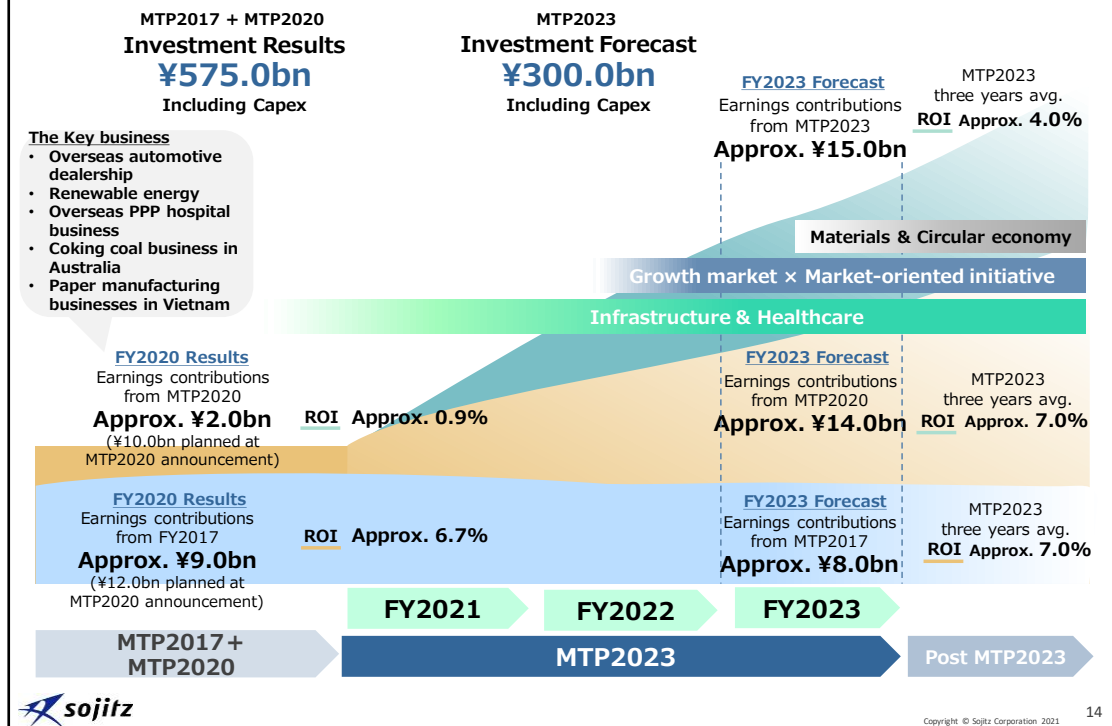 MTP2017 + MTP2020
Investment Results
¥575.0bn
Including Capex
MTP2023
Investment Forecast
¥300.0bn
Including Capex
FY2023 Forecast
Earnings contributions
from MTP2023
Approx. ¥15.0bn
MTP2023
three years avg.
ROI Approx. 4.0%
The Key business
• Overseas automotive
dealership
• Renewable energy
• Overseas PPP hospital
business
• Coking coal business in
Australia
• Paper manufacturing
businesses in Vietnam
Materials & Circular economy
Growth market × Market-oriented initiative
Infrastructure & Healthcare
FY2020 Results
Earnings contributions
from MTP2020
Approx. ¥2.0bn
(¥10.0bn planned at
MTP2020 announcement)
ROI Approx. 0.9%
FY2023 Forecast
Earnings contributions
from MTP2020
Approx. ¥14.0bn
MTP2023
three years avg.
ROI Approx. 7.0%
FY2020 Results
Earnings contributions
from FY2017
Approx. ¥9.0bn
(¥12.0bn planned at
MTP2020 announcement)
ROI Approx. 6.7%
FY2023 Forecast
Earnings contributions
from MTP2017
Approx. ¥8.0bn
MTP2023
three years avg.
ROI Approx. 7.0%
FY2021
FY2022
FY2023
MTP2017+
MTP2020
MTP2023
Post MTP2023
sojitz
Copyright © Sojitz Corporation 2021
14